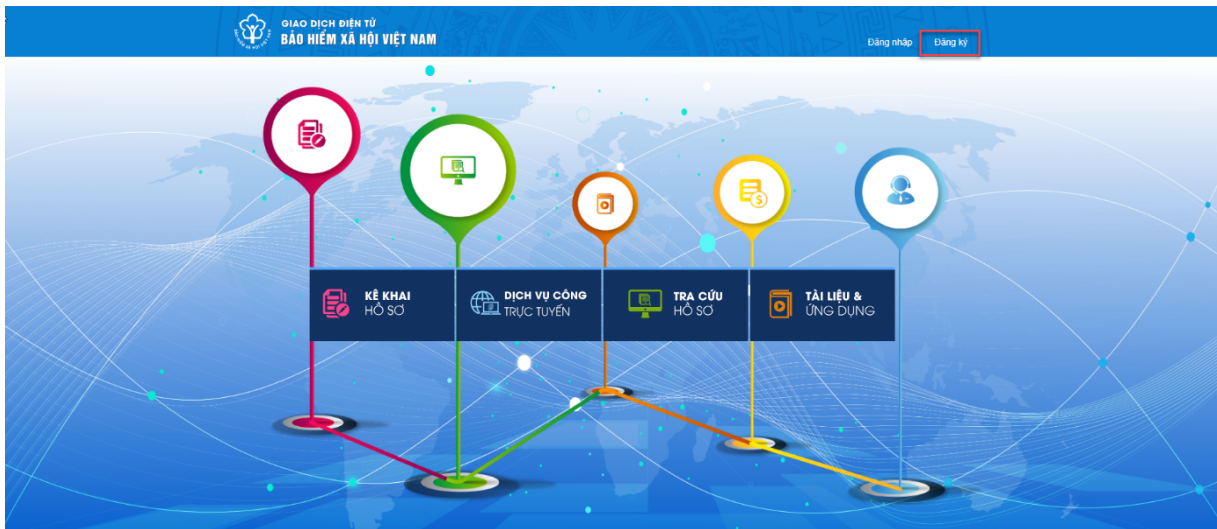 GIAO DỊCH ĐIỆN TỬ
BẢO HIỂM XÃ HỘI VIỆT NAM
Đăng nhập Đăng ký
KÊ KHAI
HỒ SƠ
DỊCH VỤ CÔNG
TRỰC TUYẾN
TRA CỨU
HỒ SƠ
TÀI LIỆU &
ỨNG DỤNG